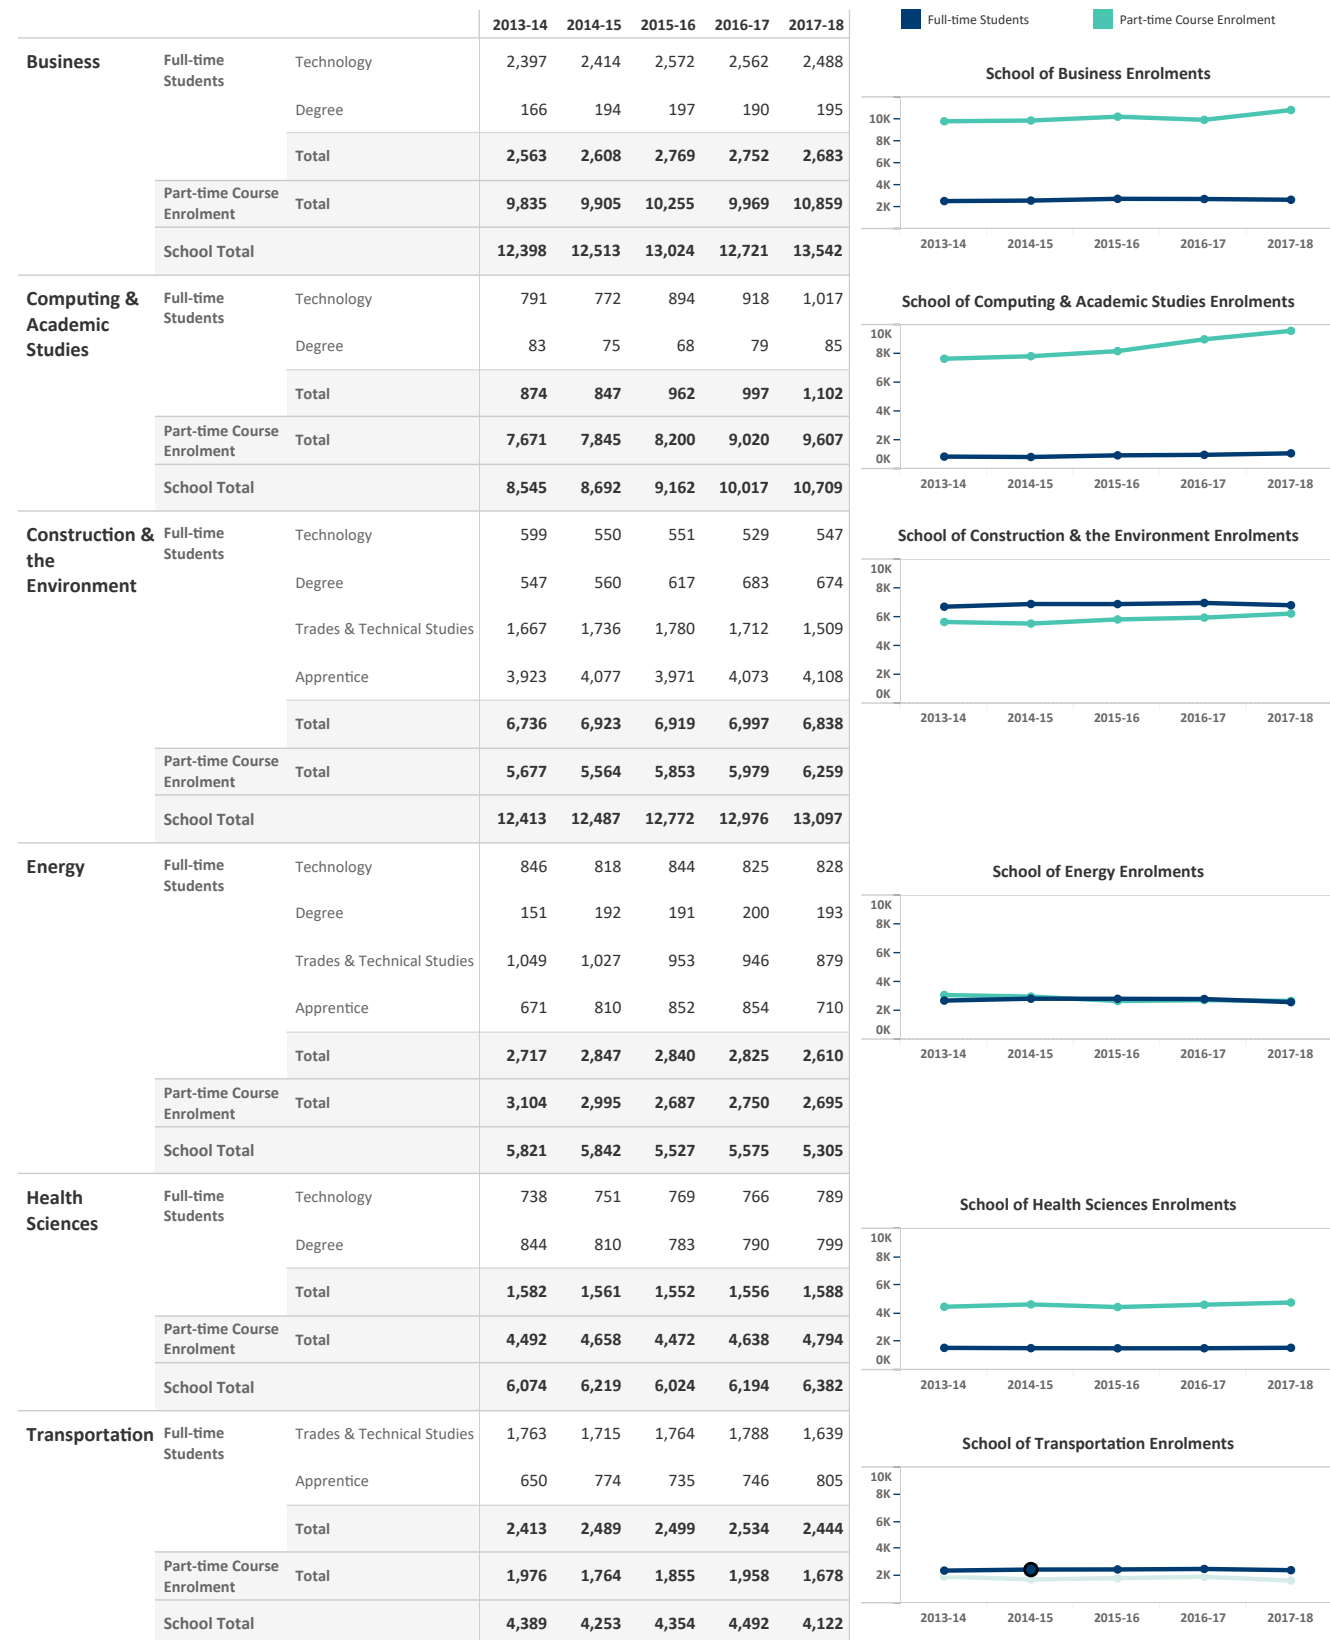 2013-14 2014-15 2015-16 2016-17 2017-18
Business Full-time Students Technology 2,397 2,414 2,572 2,562 2,488
Degree 166 194 197 190 195
Total 2,563 2,608 2,769 2,752 2,683
Part-time Course Enrolment Total 9,835 9,905 10,255 9,969 10,859
School Total 12,398 12,513 13,024 12,721 13,542
Computing & Academic Studies Full-time Students Technology 791 772 894 918 1,017
Degree 83 75 68 79 85
Total 874 847 962 997 1,102
Part-time Course Enrolment Total 7,671 7,845 8,200 9,020 9,607
School Total 8,545 8,692 9,162 10,017 10,709
Construction & the Environment Full-time Students Technology 599 550 551 529 547
Degree 547 560 617 683 674
Trades & Technical Studies 1,667 1,736 1,780 1,712 1,509
Apprentice 3,923 4,077 3,971 4,073 4,108
Total 6,736 6,923 6,919 6,997 6,838
Part-time Course Enrolment Total 5,677 5,564 5,853 5,979 6,259
School Total 12,413 12,487 12,772 12,976 13,097
Energy Full-time Students Technology 846 818 844 825 828
Degree 151 192 191 200 193
Trades & Technical Studies 1,049 1,027 953 946 879
Apprentice 671 810 852 854 710
Total 2,717 2,847 2,840 2,825 2,610
Part-time Course Enrolment Total 3,104 2,995 2,687 2,750 2,695
School Total 5,821 5,842 5,527 5,575 5,305
Health Sciences Full-time Students Technology 738 751 769 766 789
Degree 844 810 783 790 799
Total 1,582 1,561 1,552 1,556 1,588
Part-time Course Enrolment Total 4,492 4,658 4,472 4,638 4,794
School Total 6,074 6,219 6,024 6,194 6,382
Transportation Full-time Students Trades & Technical Studies 1,763 1,715 1,764 1,788 1,639
Apprentice 650 774 735 746 805
Total 2,413 2,489 2,499 2,534 2,444
Part-time Course Enrolment Total 1,976 1,764 1,855 1,958 1,678
School Total 4,389 4,253 4,354 4,492 4,122
Full-time Students Part-time Course Enrolment
School of Business Enrolments
10K
8K
6K
4K
2K
2013-14 2014-15 2015-16 2016-17 2017-18
School of Computing & Academic Studies Enrolments
10K
8K
6K
4K
2K
0K
2013-14 2014-15 2015-16 2016-17 2017-18
School of Construction & the Environment Enrolments
10K
8K
6K
4K
2K
0K
2013-14 2014-15 2015-16 2016-17 2017-18
School of Energy Enrolments
10K
8K
6K
4K
2K
0K
2013-14 2014-15 2015-16 2016-17 2017-18
School of Health Sciences Enrolments
10K
8K
6K
4K
2K
0K
2013-14 2014-15 2015-16 2016-17 2017-18
School of Transportation Enrolments
10K
8K
6K
4K
2K
2013-14 2014-15 2015-16 2016-17 2017-18